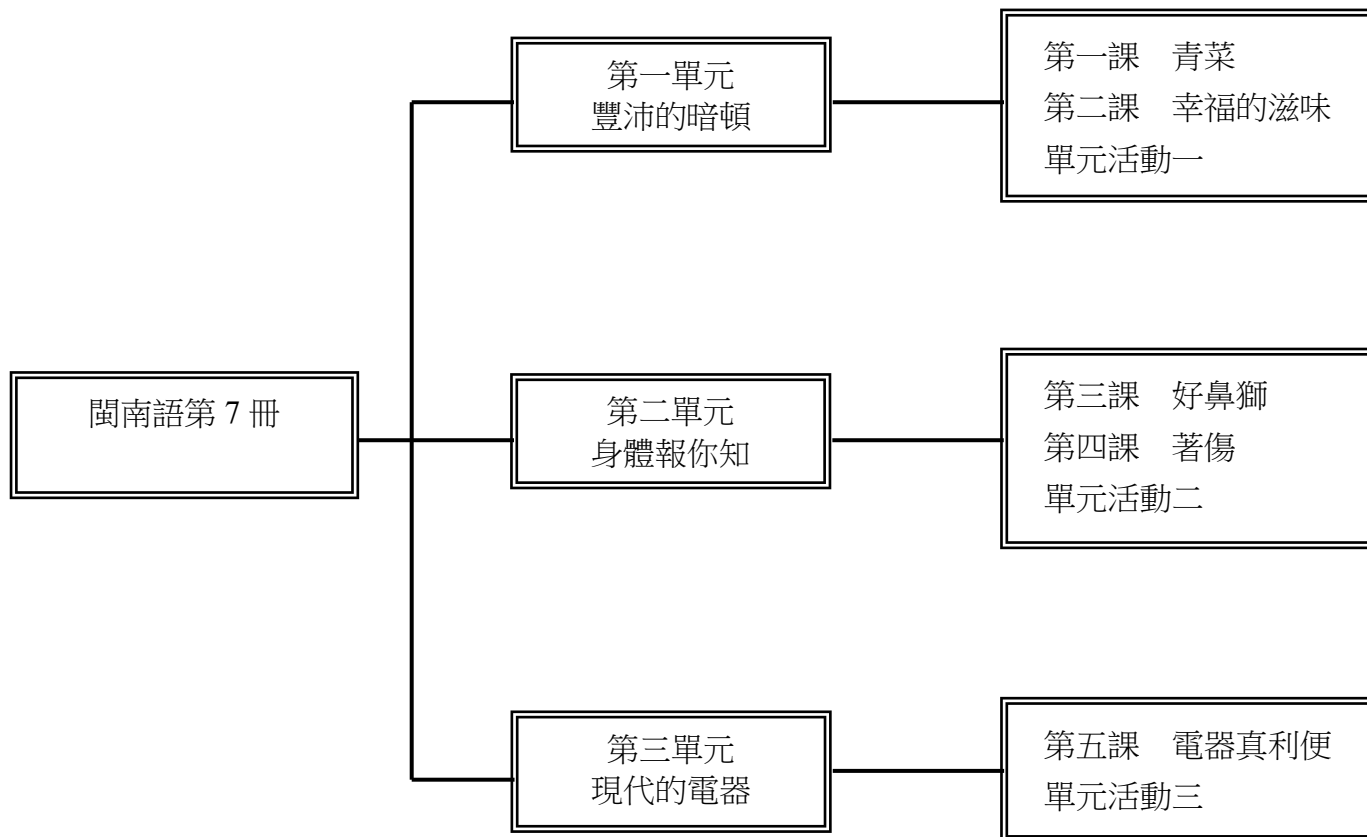 閩南語第 7 冊
第一單元
豐沛的暗頓
第一課　青菜
第二課　幸福的滋味
單元活動一
第二單元
身體報你知
第三課　好鼻獅
第四課　著傷
單元活動二
第三單元
現代的電器
第五課　電器真利便
單元活動三